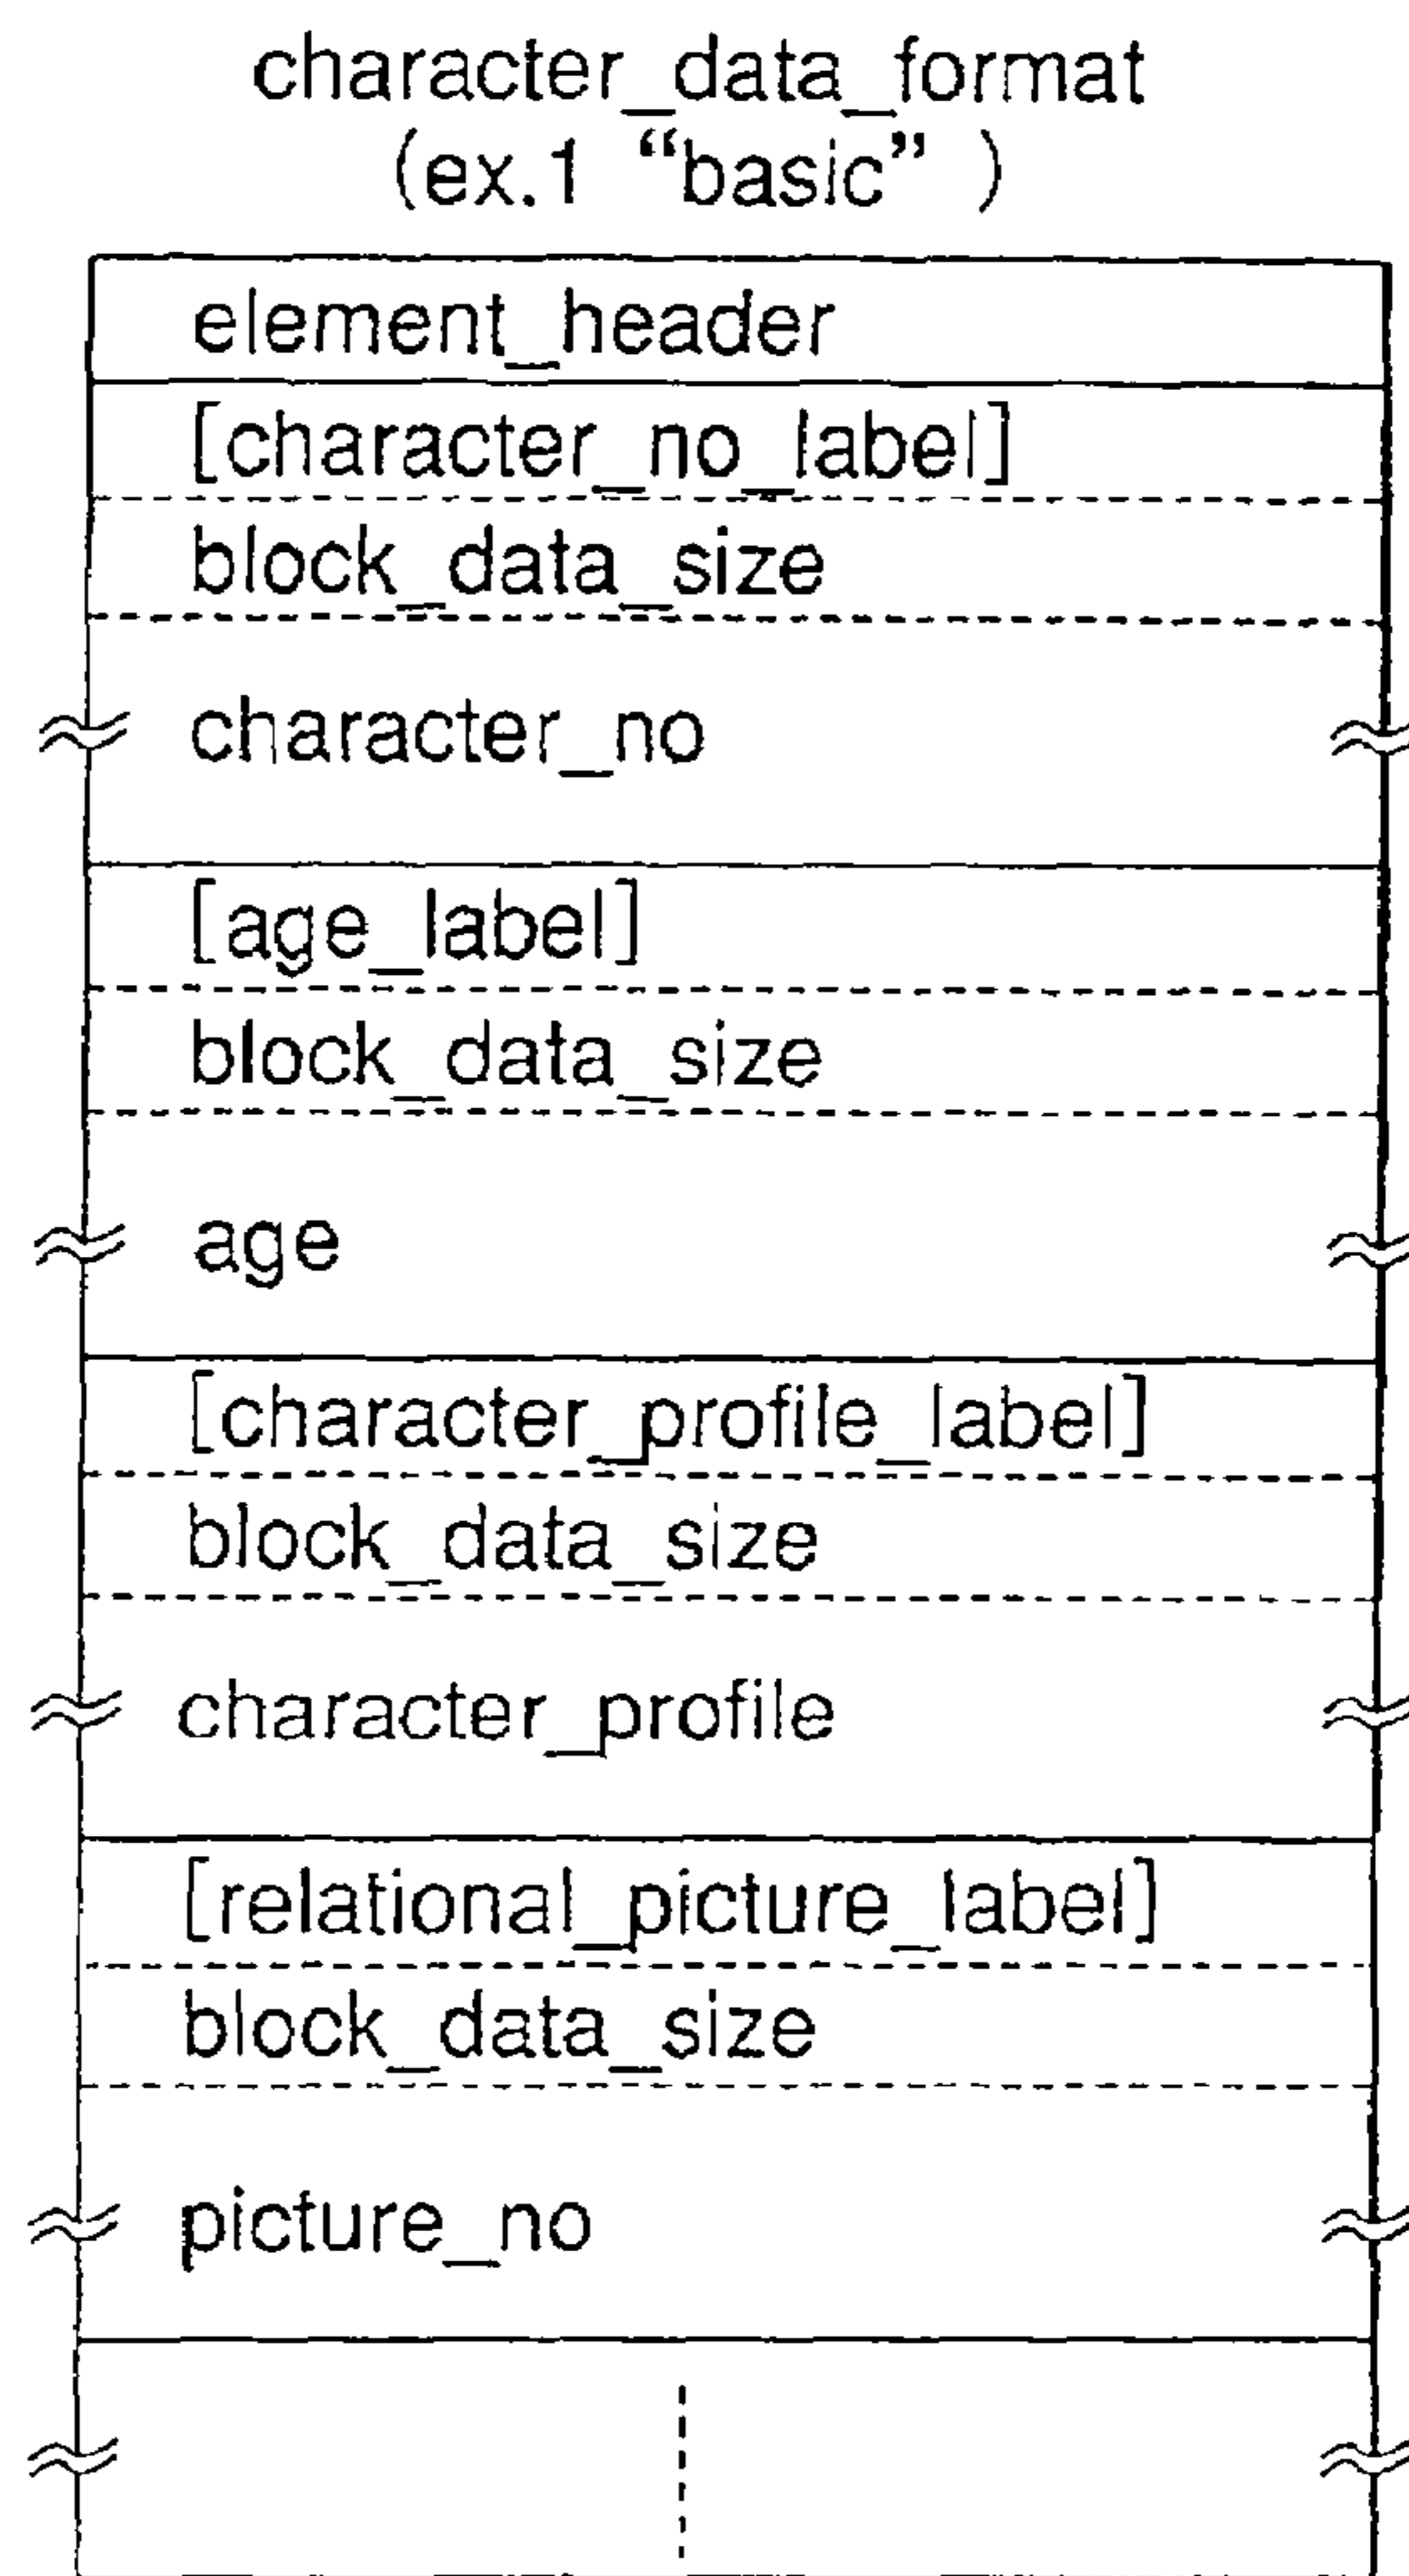 character_data_format
(ex.1 “basic” )
element_header
[character_no_label]
block_data_size
character_no
[age_label]
block_data_size
age
[character_profile_label]
block_data_size
character_profile
[relational_picture_label]
block_data_size
picture_no